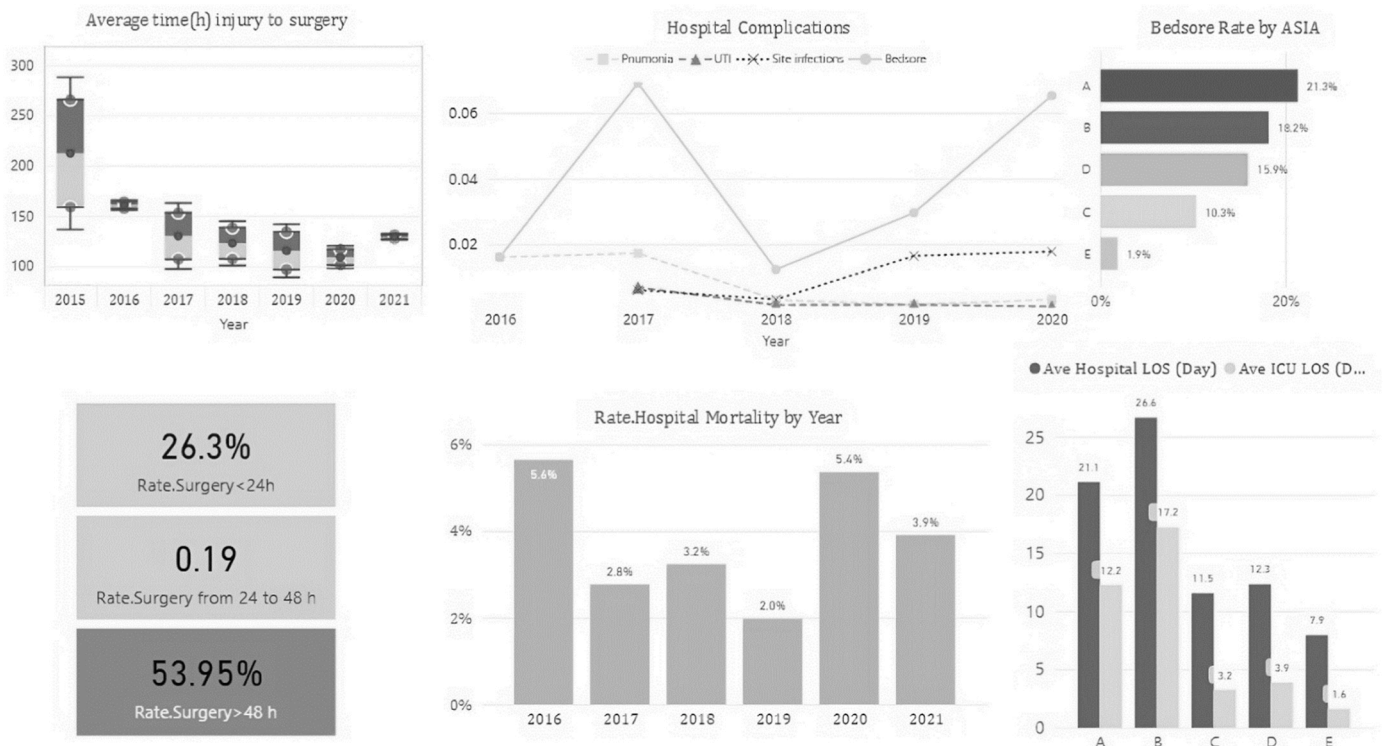 Average time(h) injury to surgery
300
250
200
150
100
2015 2016 2017 2018 2019 2020 2021
Year
Hospital Complications
Pnumonia UTI Site infections Bedsore
0.06
0.04
0.02
2016 2017 2018 2019 2020
Year
Bedsore Rate by ASIA
A 21.3%
B 18.2%
D 15.9%
C 10.3%
E 1.9%
0% 20%
26.3%
Rate.Surgery<24h
0.19
Rate.Surgery from 24 to 48 h
53.95%
Rate.Surgery>48 h
Rate.Hospital Mortality by Year
6%
4%
2%
0%
5.6% 2.8% 3.2% 2.0% 5.4% 3.9%
2016 2017 2018 2019 2020 2021
Ave Hospital LOS (Day) Ave ICU LOS (D...
25
20
15
10
5
0
21.1 12.2 26.6 17.2 11.5 3.2 12.3 3.9 7.9 1.6
A B C D E